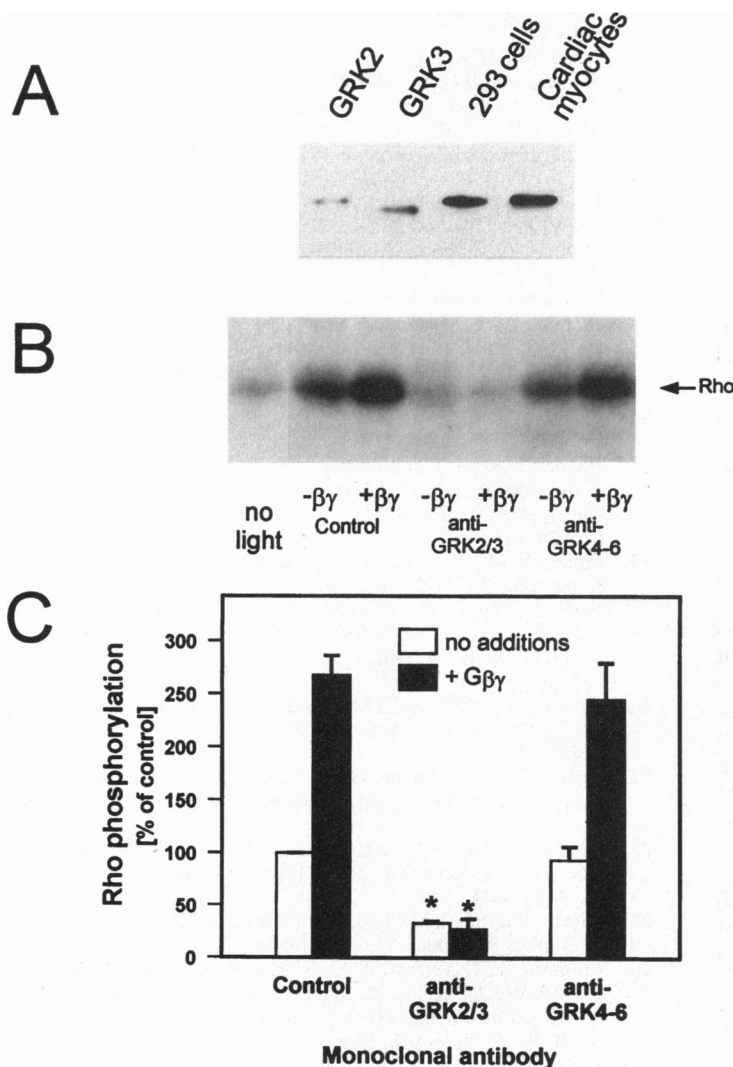 A
GRK2
GRK3
293 cells
Cardiac
myocytes
B
Rho
-βγ +βγ -βγ +βγ -βγ +βγ
no
light
Control
anti-
GRK2/3
anti-
GRK4-6
C
no additions
+ Gβγ
Rho phosphorylation
[% of control]
300
250
200
150
100
50
0
* *
Control
anti-
GRK2/3
anti-
GRK4-6
Monoclonal antibody